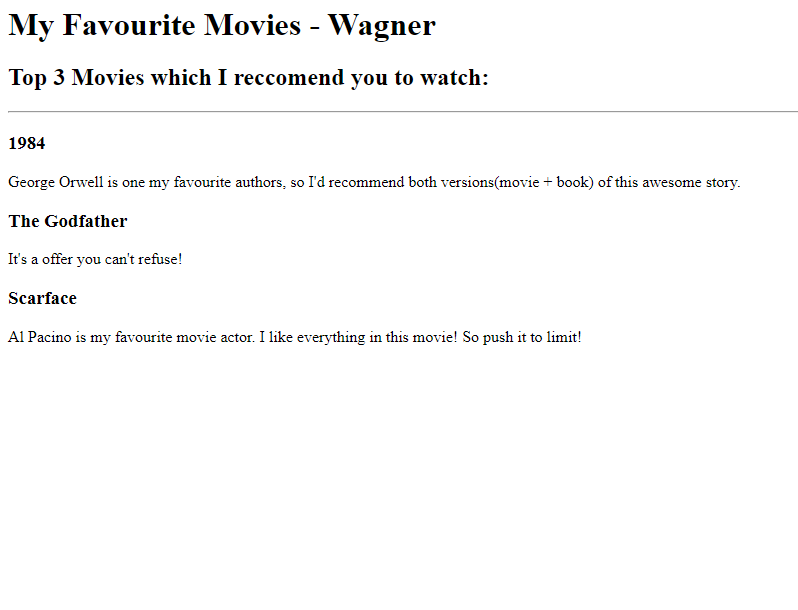 My Favourite Movies - Wagner
Top 3 Movies which I reccomend you to watch:
1984
George Orwell is one my favourite authors, so I'd recommend both versions(movie + book) of this awesome story.
The Godfather
It's a offer you can't refuse!
Scarface
Al Pacino is my favourite movie actor. I like everything in this movie! So push it to limit!